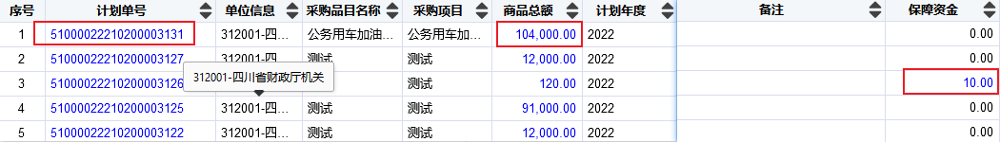 序号 计划单号 单位信息 采购品目名称 采购项目 商品总额 计划年度 备注 保障资金
1 51000022210200003131 312001-四... 公务用车加油... 公务用车加... 104,000.00 2022 0.00
2 51000022210200003127 312001-四... 测试 测试 12,000.00 2022 0.00
312001-四川省财政厅机关
3 51000022210200003126 测试 120.00 2022 10.00
4 51000022210200003125 312001-四... 测试 测试 91,000.00 2022 0.00
5 51000022210200003122 312001-四... 测试 测试 12,000.00 2022 0.00